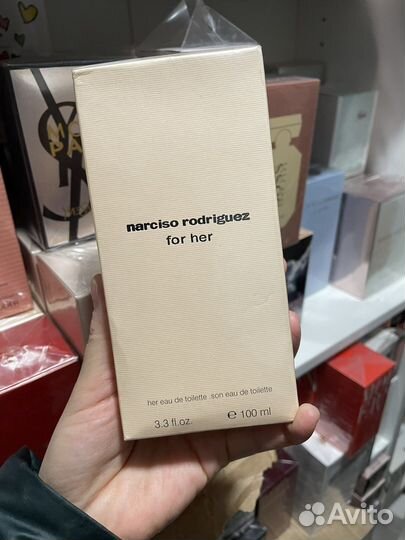 narciso rodriguez
for her
her eau de toilette .son eau de toilette
3.3 fl.oz. e 100 ml
Avito